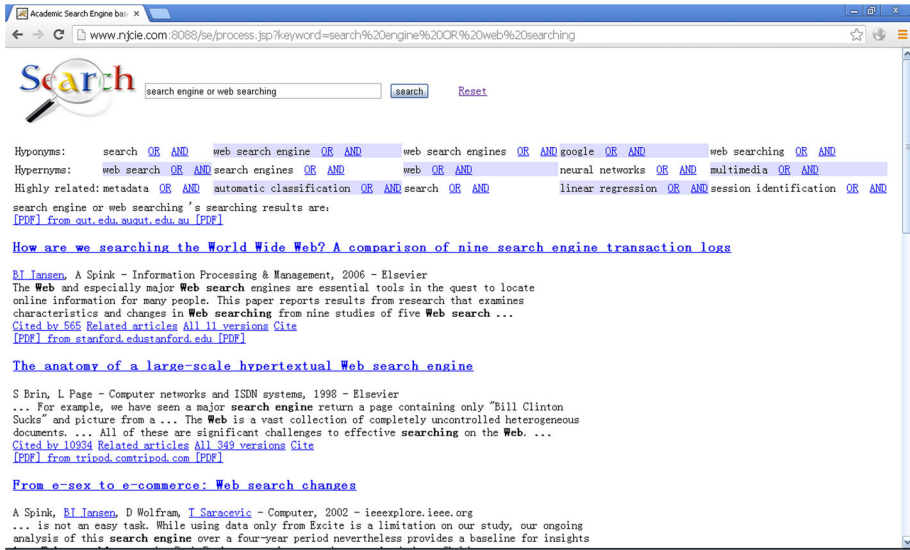 Academic Search Engine bas
www.njcie.com:8088/se/process.jsp?keyword=search%20engine%20OR%20web%20searching
Search
search engine or web searching search Reset
Hyponyms: search OR AND web search engine OR AND web search engines OR AND google OR AND web searching OR AND
Hypernyms: web search OR AND search engines OR AND web OR AND neural networks OR AND multimedia OR AND
Highly related: metadata OR AND automatic classification OR AND search OR AND linear regression OR AND session identification OR AND
search engine or web searching 's searching results are:
[PDF] from qut.edu.auqut.edu.au [PDF]
How are we searching the World Wide Web? A comparison of nine search engine transaction logs
BJ Jansen, A Spink - Information Processing & Management, 2006 - Elsevier
The Web and especially major Web search engines are essential tools in the quest to locate
online information for many people. This paper reports results from research that examines
characteristics and changes in Web searching from nine studies of five Web search ...
Cited by 565 Related articles All 11 versions Cite
[PDF] from stanford.edustanford.edu [PDF]
The anatomy of a large-scale hypertextual Web search engine
S Brin, L Page - Computer networks and ISDN systems, 1998 - Elsevier
... For example, we have seen a major search engine return a page containing only "Bill Clinton
Sucks" and picture from a ... The Web is a vast collection of completely uncontrolled heterogeneous
documents. ... All of these are significant challenges to effective searching on the Web. ...
Cited by 10934 Related articles All 349 versions Cite
[PDF] from tripod.comtripod.com [PDF]
From e-sex to e-commerce: Web search changes
A Spink, BJ Jansen, D Wolfram, T Saracevic - Computer, 2002 - ieeexplore.ieee.org
... is not an easy task. While using data only from Excite is a limitation on our study, our ongoing
analysis of this search engine over a four-year period nevertheless provides a baseline for insights